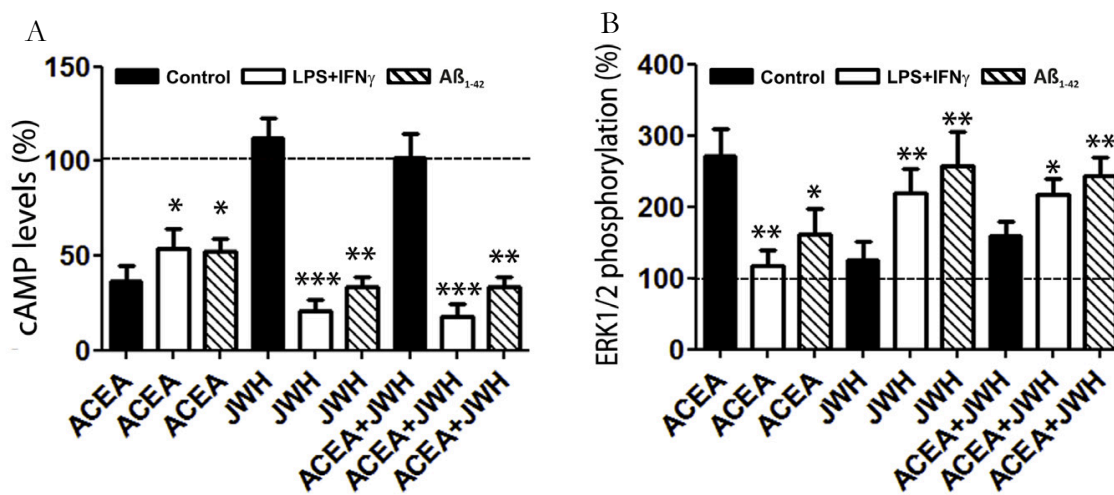 A
cAMP levels (%)
150
100
50
0
Control LPS+IFNγ Aß1-42
* * *** ** *** **
ACEA ACEA ACEA JWH JWH JWH ACEA+JWH ACEA+JWH ACEA+JWH
B
ERK1/2 phosphorylation (%)
400
300
200
100
0
Control LPS+IFNγ Aß1-42
** * ** ** * **
ACEA ACEA ACEA JWH JWH JWH ACEA+JWH ACEA+JWH ACEA+JWH